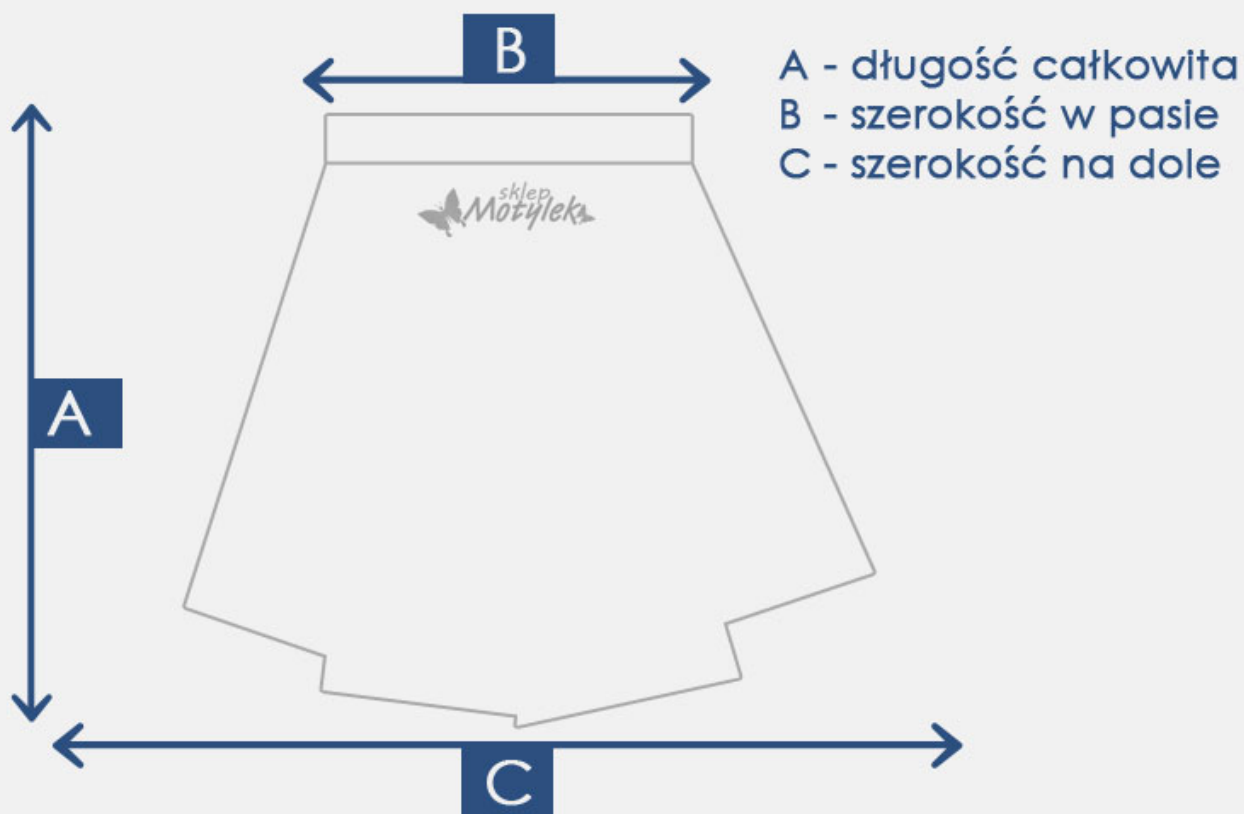 B
A - długość całkowita
B - szerokość w pasie
C - szerokość na dole
sklep
Motylek
A
C